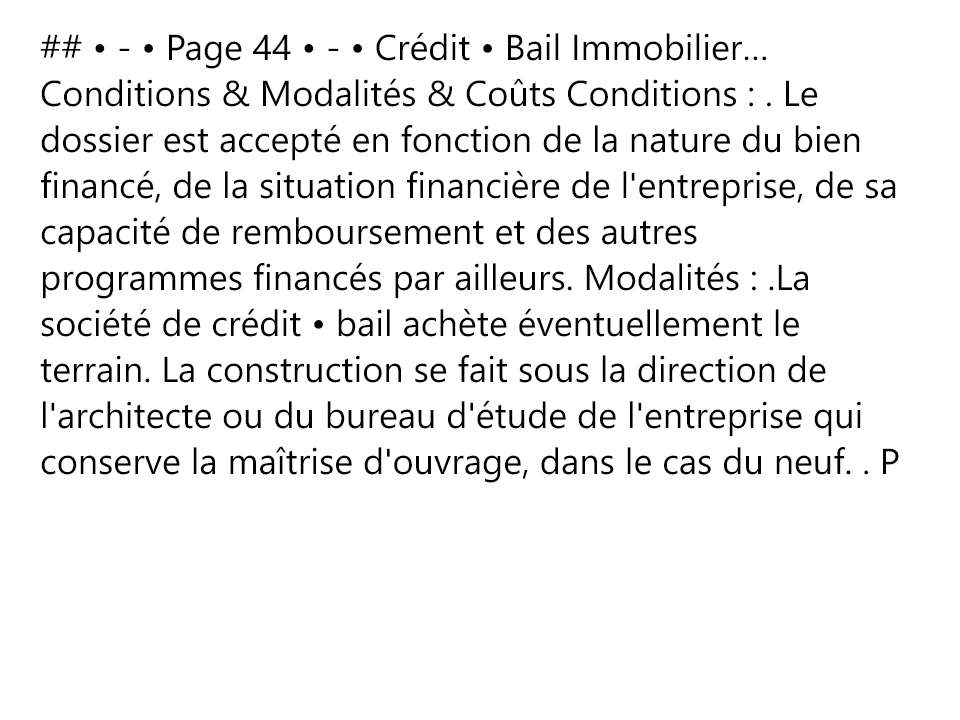 ## • - • Page 44 • - • Crédit • Bail Immobilier...
Conditions & Modalités & Coûts Conditions : . Le
dossier est accepté en fonction de la nature du bien
financé, de la situation financière de l'entreprise, de sa
capacité de remboursement et des autres
programmes financés par ailleurs. Modalités : .La
société de crédit • bail achète éventuellement le
terrain. La construction se fait sous la direction de
l'architecte ou du bureau d'étude de l'entreprise qui
conserve la maîtrise d'ouvrage, dans le cas du neuf. . P